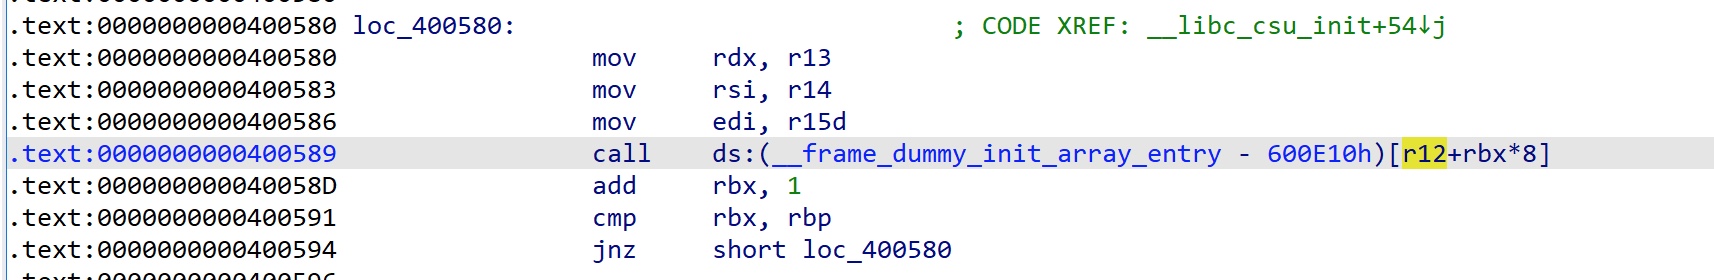 .text:0000000000400580 loc_400580: ; CODE XREF: __libc_csu_init+54↓j
.text:0000000000400580 mov rdx, r13
.text:0000000000400583 mov rsi, r14
.text:0000000000400586 mov edi, r15d
.text:0000000000400589 call ds:(__frame_dummy_init_array_entry - 600E10h)[r12+rbx*8]
.text:000000000040058D add rbx, 1
.text:0000000000400591 cmp rbx, rbp
.text:0000000000400594 jnz short loc_400580